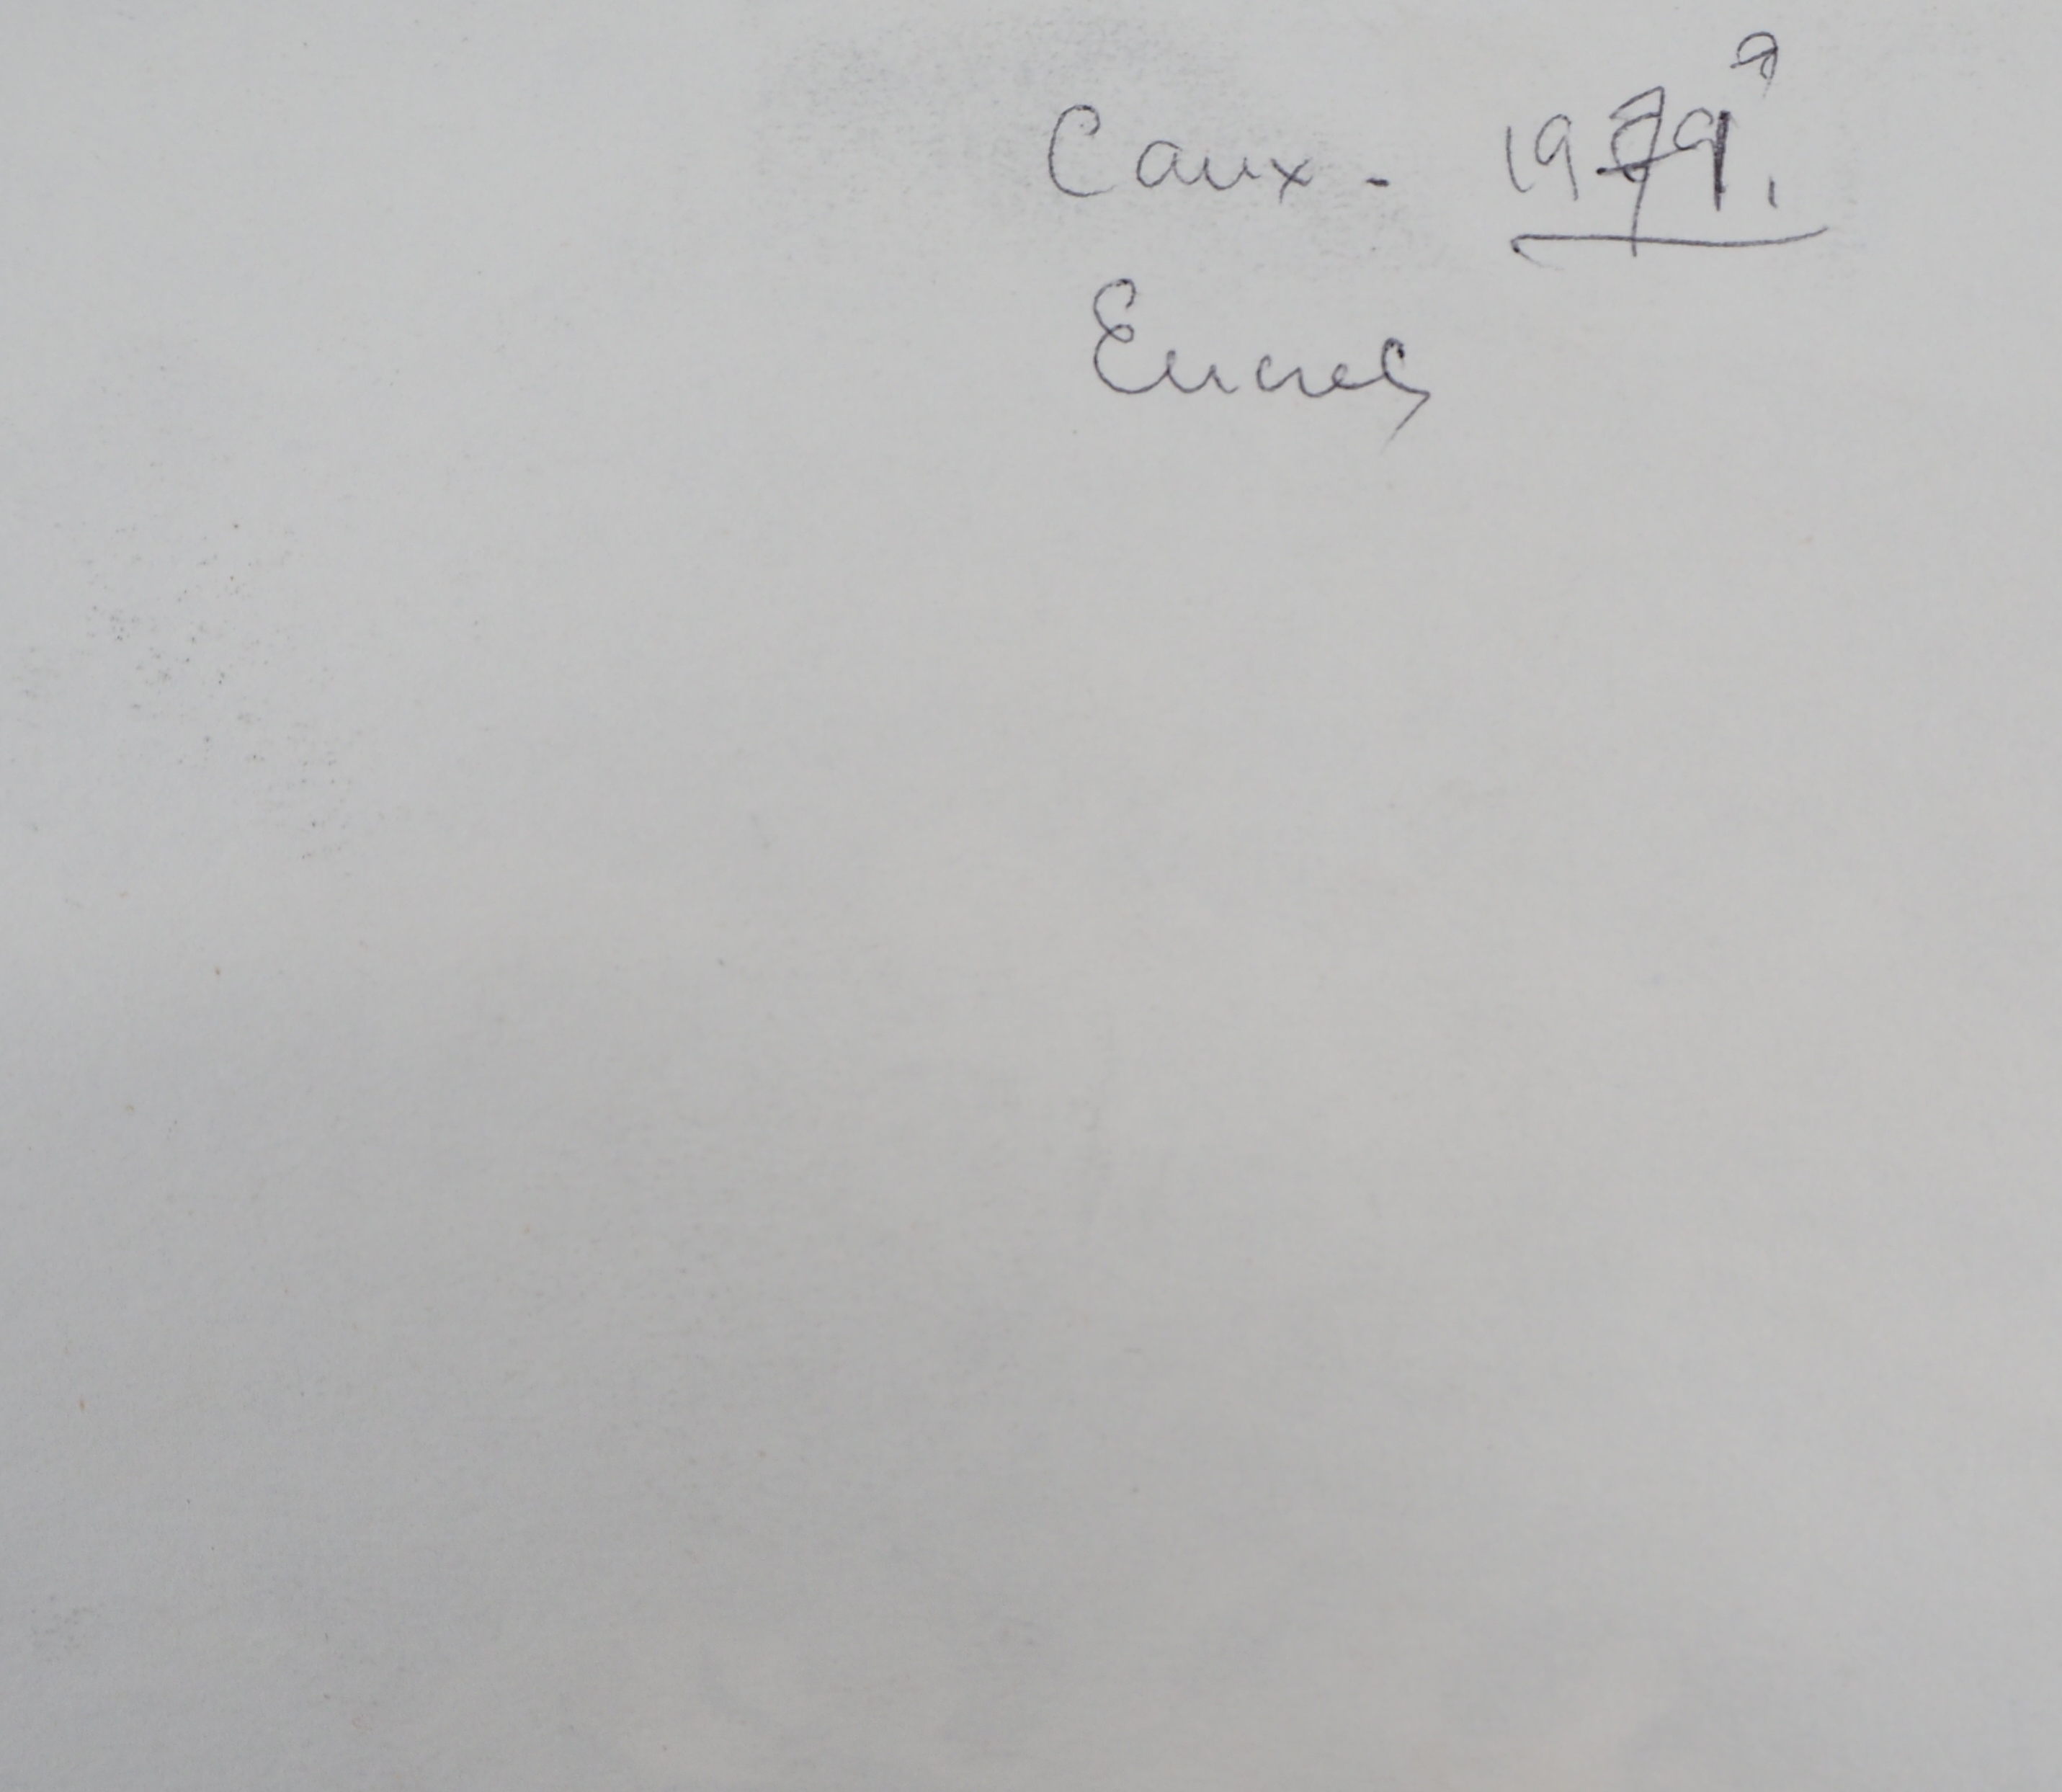 Caux - 1979.
Encres